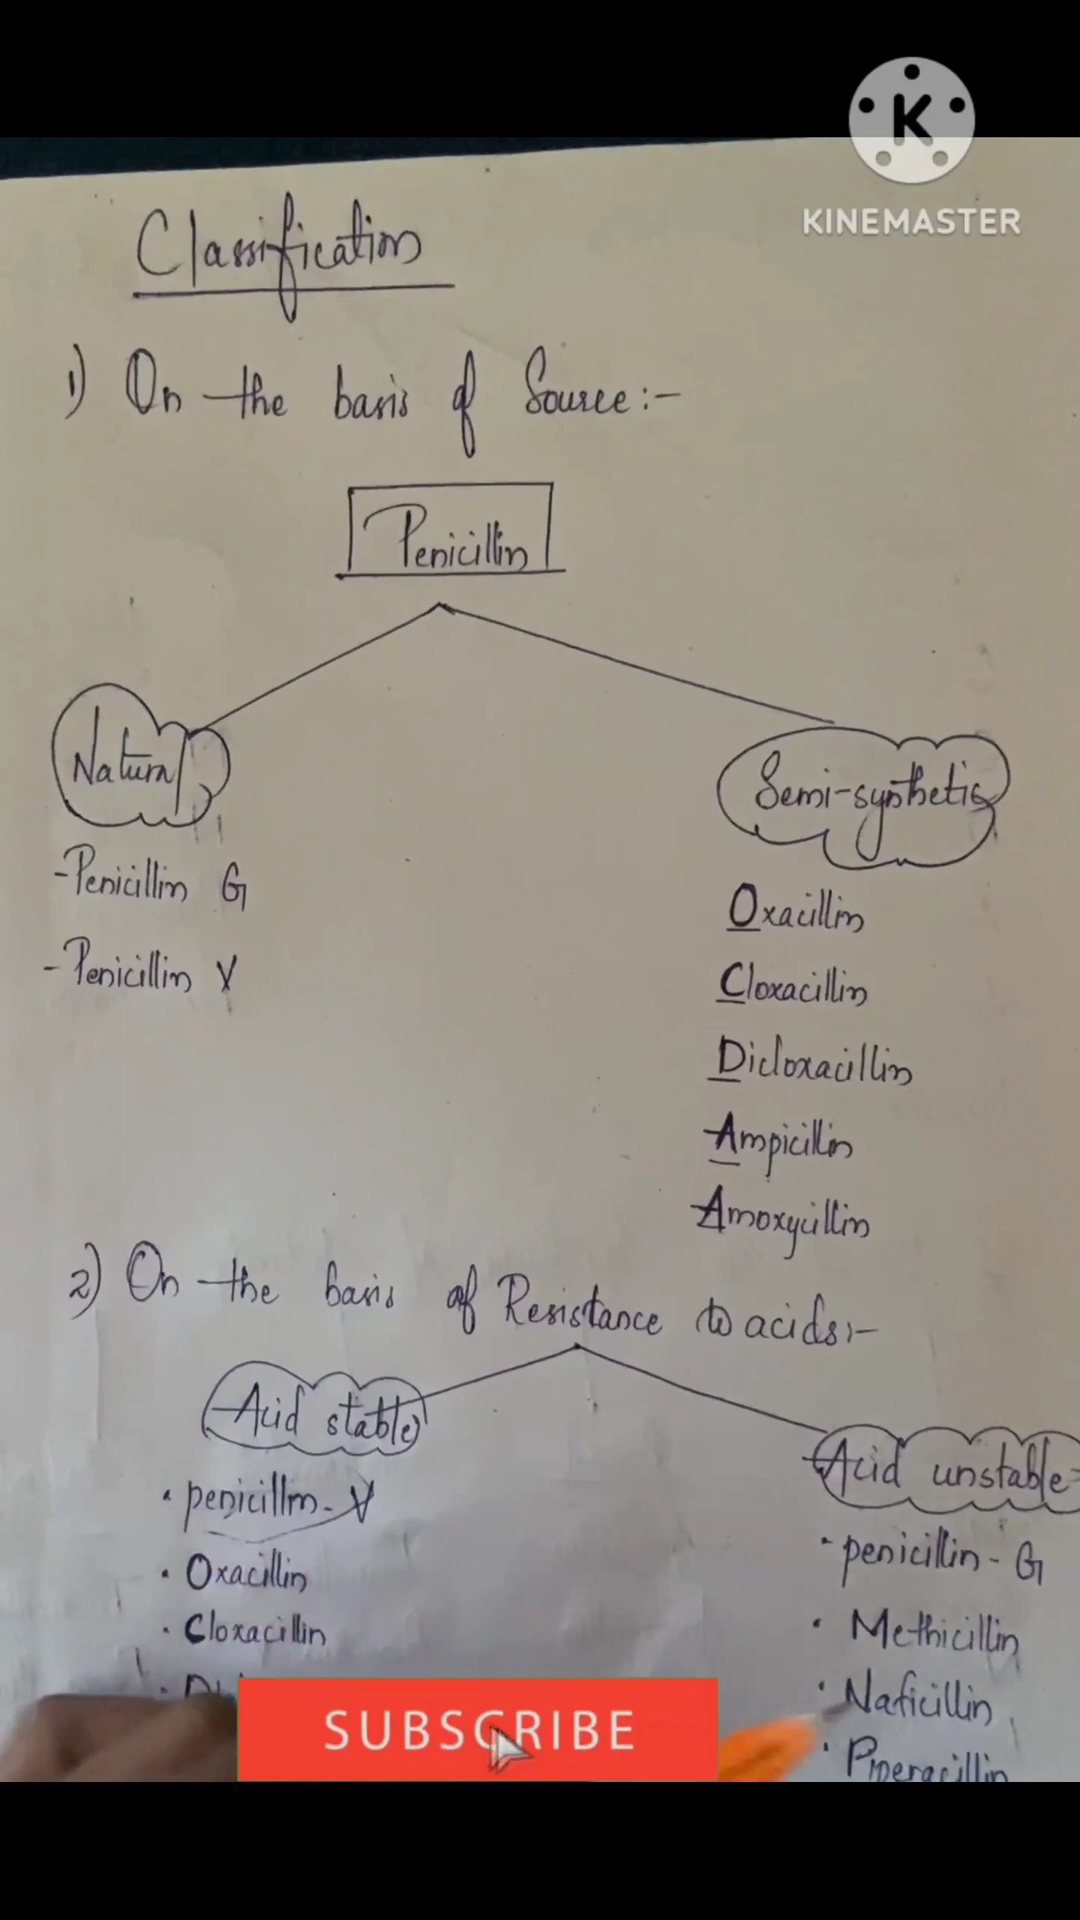 K
KINEMASTER
Classification
1) On the basis of Source:-
Penicillin
Natural
Semi-synthetic
-Penicillin G
-Penicillin V
Oxacillin
Cloxacillin
Dicloxacillin
Ampicillin
Amoxycillin
2) On the basis of Resistance to acids:-
Acid stable
Acid unstable
• penicillin-V
• Oxacillin
• Cloxacillin
• penicillin-G
• Methicillin
• Naficillin
• Piperacillin
SUBSCRIBE